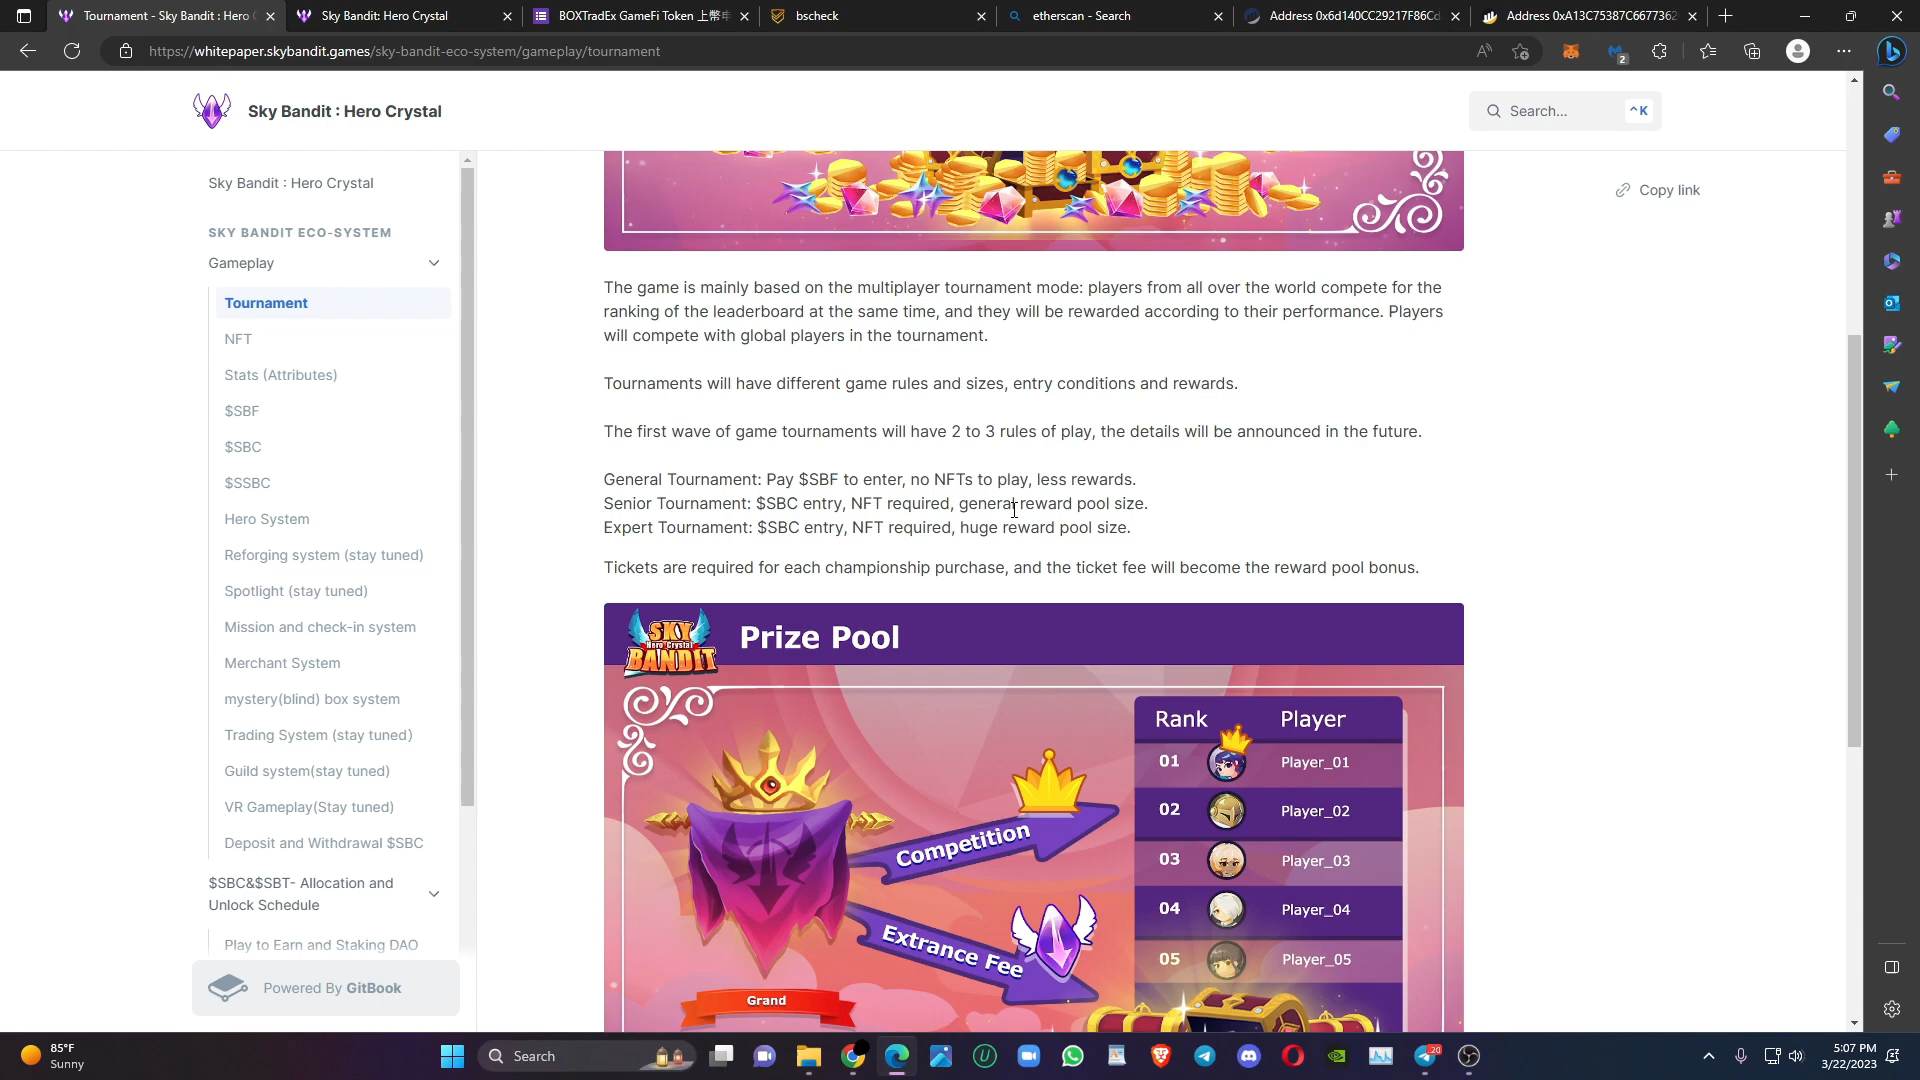 Tournament - Sky Bandit : Hero C
Sky Bandit: Hero Crystal
BOXTradEx GameFi Token 上幣申
bscheck
etherscan - Search
Address 0x6d140CC29217F86Cd
Address 0xA13C75387C6677362
https://whitepaper.skybandit.games/sky-bandit-eco-system/gameplay/tournament
2
Sky Bandit : Hero Crystal
Search...
^K
Sky Bandit : Hero Crystal
SKY BANDIT ECO-SYSTEM
Gameplay
Tournament
NFT
Stats (Attributes)
$SBF
$SBC
$SSBC
Hero System
Reforging system (stay tuned)
Spotlight (stay tuned)
Mission and check-in system
Merchant System
mystery(blind) box system
Trading System (stay tuned)
Guild system(stay tuned)
VR Gameplay(Stay tuned)
Deposit and Withdrawal $SBC
$SBC&$SBT- Allocation and
Unlock Schedule
Play to Earn and Staking DAO
Powered By GitBook
Copy link
The game is mainly based on the multiplayer tournament mode: players from all over the world compete for the
ranking of the leaderboard at the same time, and they will be rewarded according to their performance. Players
will compete with global players in the tournament.
Tournaments will have different game rules and sizes, entry conditions and rewards.
The first wave of game tournaments will have 2 to 3 rules of play, the details will be announced in the future.
General Tournament: Pay $SBF to enter, no NFTs to play, less rewards.
Senior Tournament: $SBC entry, NFT required, general reward pool size.
Expert Tournament: $SBC entry, NFT required, huge reward pool size.
Tickets are required for each championship purchase, and the ticket fee will become the reward pool bonus.
SKY
Hero Crystal
BANDIT
Prize Pool
Rank Player
01 Player_01
02 Player_02
03 Player_03
04 Player_04
05 Player_05
Competition
Extrance Fee
Grand
85°F
Sunny
Search
20
5:07 PM
3/22/2023